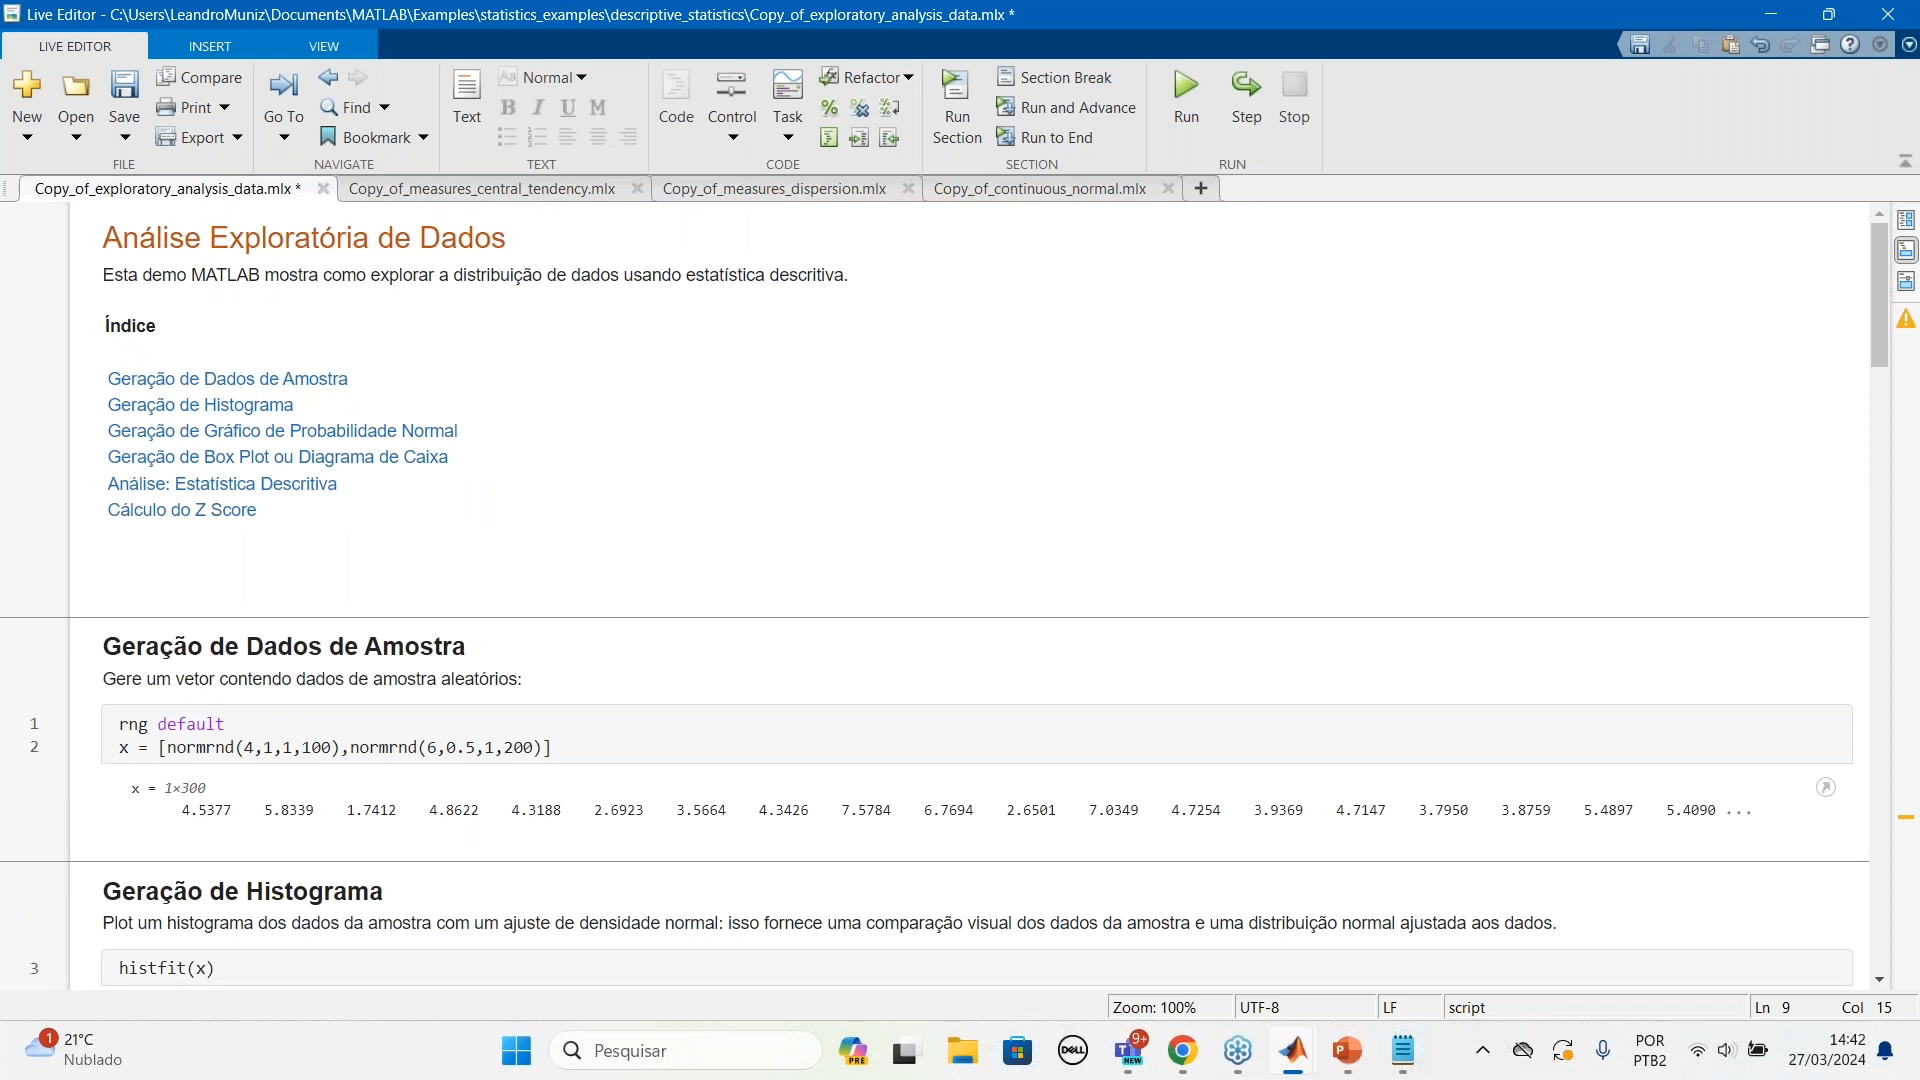 Live Editor - C:\Users\LeandroMuniz\Documents\MATLAB\Examples\statistics_examples\descriptive_statistics\Copy_of_exploratory_analysis_data.mlx *
LIVE EDITOR INSERT VIEW
New Open Save Compare Print Export
FILE
Go To Find Bookmark
NAVIGATE
Text Aa Normal B I U M
TEXT
Code Control Task Refactor
CODE
Run Section Section Break Run and Advance Run to End
SECTION
Run Step Stop
RUN
Copy_of_exploratory_analysis_data.mlx * Copy_of_measures_central_tendency.mlx Copy_of_measures_dispersion.mlx Copy_of_continuous_normal.mlx
Análise Exploratória de Dados
Esta demo MATLAB mostra como explorar a distribuição de dados usando estatística descritiva.
Índice
Geração de Dados de Amostra
Geração de Histograma
Geração de Gráfico de Probabilidade Normal
Geração de Box Plot ou Diagrama de Caixa
Análise: Estatística Descritiva
Cálculo do Z Score
Geração de Dados de Amostra
Gere um vetor contendo dados de amostra aleatórios:
1 rng default
2 x = [normrnd(4,1,1,100),normrnd(6,0.5,1,200)]
x = 1×300
4.5377 5.8339 1.7412 4.8622 4.3188 2.6923 3.5664 4.3426 7.5784 6.7694 2.6501 7.0349 4.7254 3.9369 4.7147 3.7950 3.8759 5.4897 5.4090 ...
Geração de Histograma
Plot um histograma dos dados da amostra com um ajuste de densidade normal: isso fornece uma comparação visual dos dados da amostra e uma distribuição normal ajustada aos dados.
3 histfit(x)
Zoom: 100% UTF-8 LF script Ln 9 Col 15
1 21°C
Nublado
Pesquisar
PRE
DELL
9+
NEW
POR
PTB2
14:42
27/03/2024